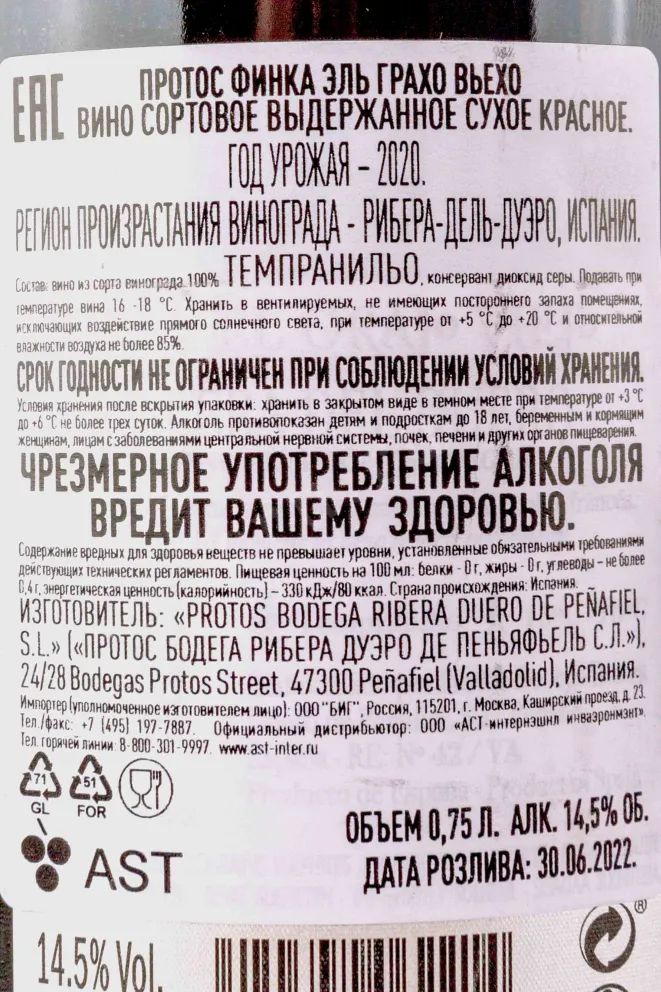 EAC
ПРОТОС ФИНКА ЭЛЬ ГРАХО ВЬЕХО
ВИНО СОРТОВОЕ ВЫДЕРЖАННОЕ СУХОЕ КРАСНОЕ.
ГОД УРОЖАЯ – 2020.
РЕГИОН ПРОИЗРАСТАНИЯ ВИНОГРАДА - РИБЕРА-ДЕЛЬ-ДУЭРО, ИСПАНИЯ.
Состав: вино из сорта винограда 100% ТЕМПРАНИЛЬО, консервант диоксид серы. Подавать при
температуре вина 16 -18 °С. Хранить в вентилируемых, не имеющих постороннего запаха помещениях,
исключающих воздействие прямого солнечного света, при температуре от +5 °С до +20 °С и относительной
влажности воздуха не более 85%.
СРОК ГОДНОСТИ НЕ ОГРАНИЧЕН ПРИ СОБЛЮДЕНИИ УСЛОВИЙ ХРАНЕНИЯ.
Условия хранения после вскрытия упаковки: хранить в закрытом виде в темном месте при температуре от +3 °С
до +6 °С не более трех суток. Алкоголь противопоказан детям и подросткам до 18 лет, беременным и кормящим
женщинам, лицам с заболеваниями центральной нервной системы, почек, печени и других органов пищеварения.
ЧРЕЗМЕРНОЕ УПОТРЕБЛЕНИЕ АЛКОГОЛЯ
ВРЕДИТ ВАШЕМУ ЗДОРОВЬЮ.
Содержание вредных для здоровья веществ не превышает уровни, установленные обязательными требованиями
действующих технических регламентов. Пищевая ценность на 100 мл: белки - 0 г, жиры - 0 г, углеводы – не более
0,4 г, энергетическая ценность (калорийность) – 330 кДж/80 ккал. Страна происхождения: Испания.
ИЗГОТОВИТЕЛЬ: «PROTOS BODEGA RIBERA DUERO DE PEÑAFIEL,
S.L.» («ПРОТОС БОДЕГА РИБЕРА ДУЭРО ДЕ ПЕНЬЯФЬЕЛЬ С.Л.»),
24/28 Bodegas Protos Street, 47300 Peñafiel (Valladolid), Испания.
Импортер (уполномоченное изготовителем лицо): ООО "БИГ", Россия, 115201, г. Москва, Каширский проезд, д. 23.
Тел./факс: +7 (495) 197-7887. Официальный дистрибьютор: ООО «АСТ-интернэшнл инваэронмэнт».
Тел. горячей линии: 8-800-301-9997. www.ast-inter.ru
71 51
GL FOR
ОБЪЕМ 0,75 Л. АЛК. 14,5% ОБ.
AST
ДАТА РОЗЛИВА: 30.06.2022.
14.5% Vol.
®